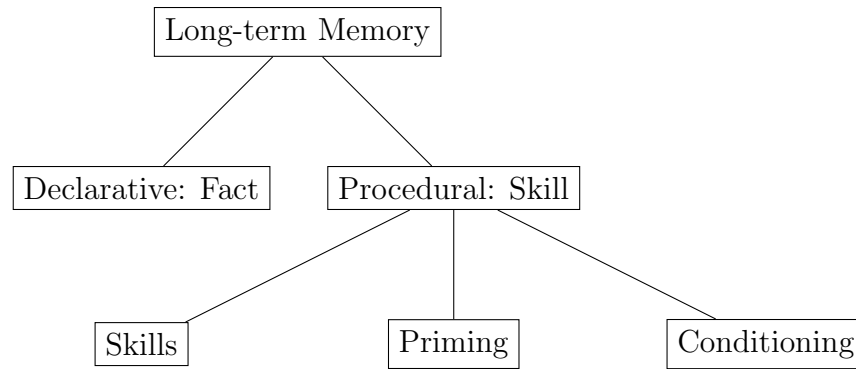 Long-term Memory
Declarative: Fact
Procedural: Skill
Skills
Priming
Conditioning